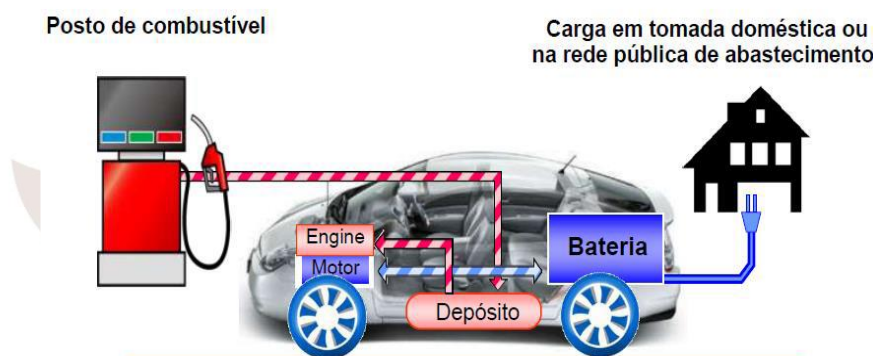 Posto de combustível
Carga em tomada doméstica ou
na rede pública de abastecimento
Engine
Motor
Bateria
Depósito